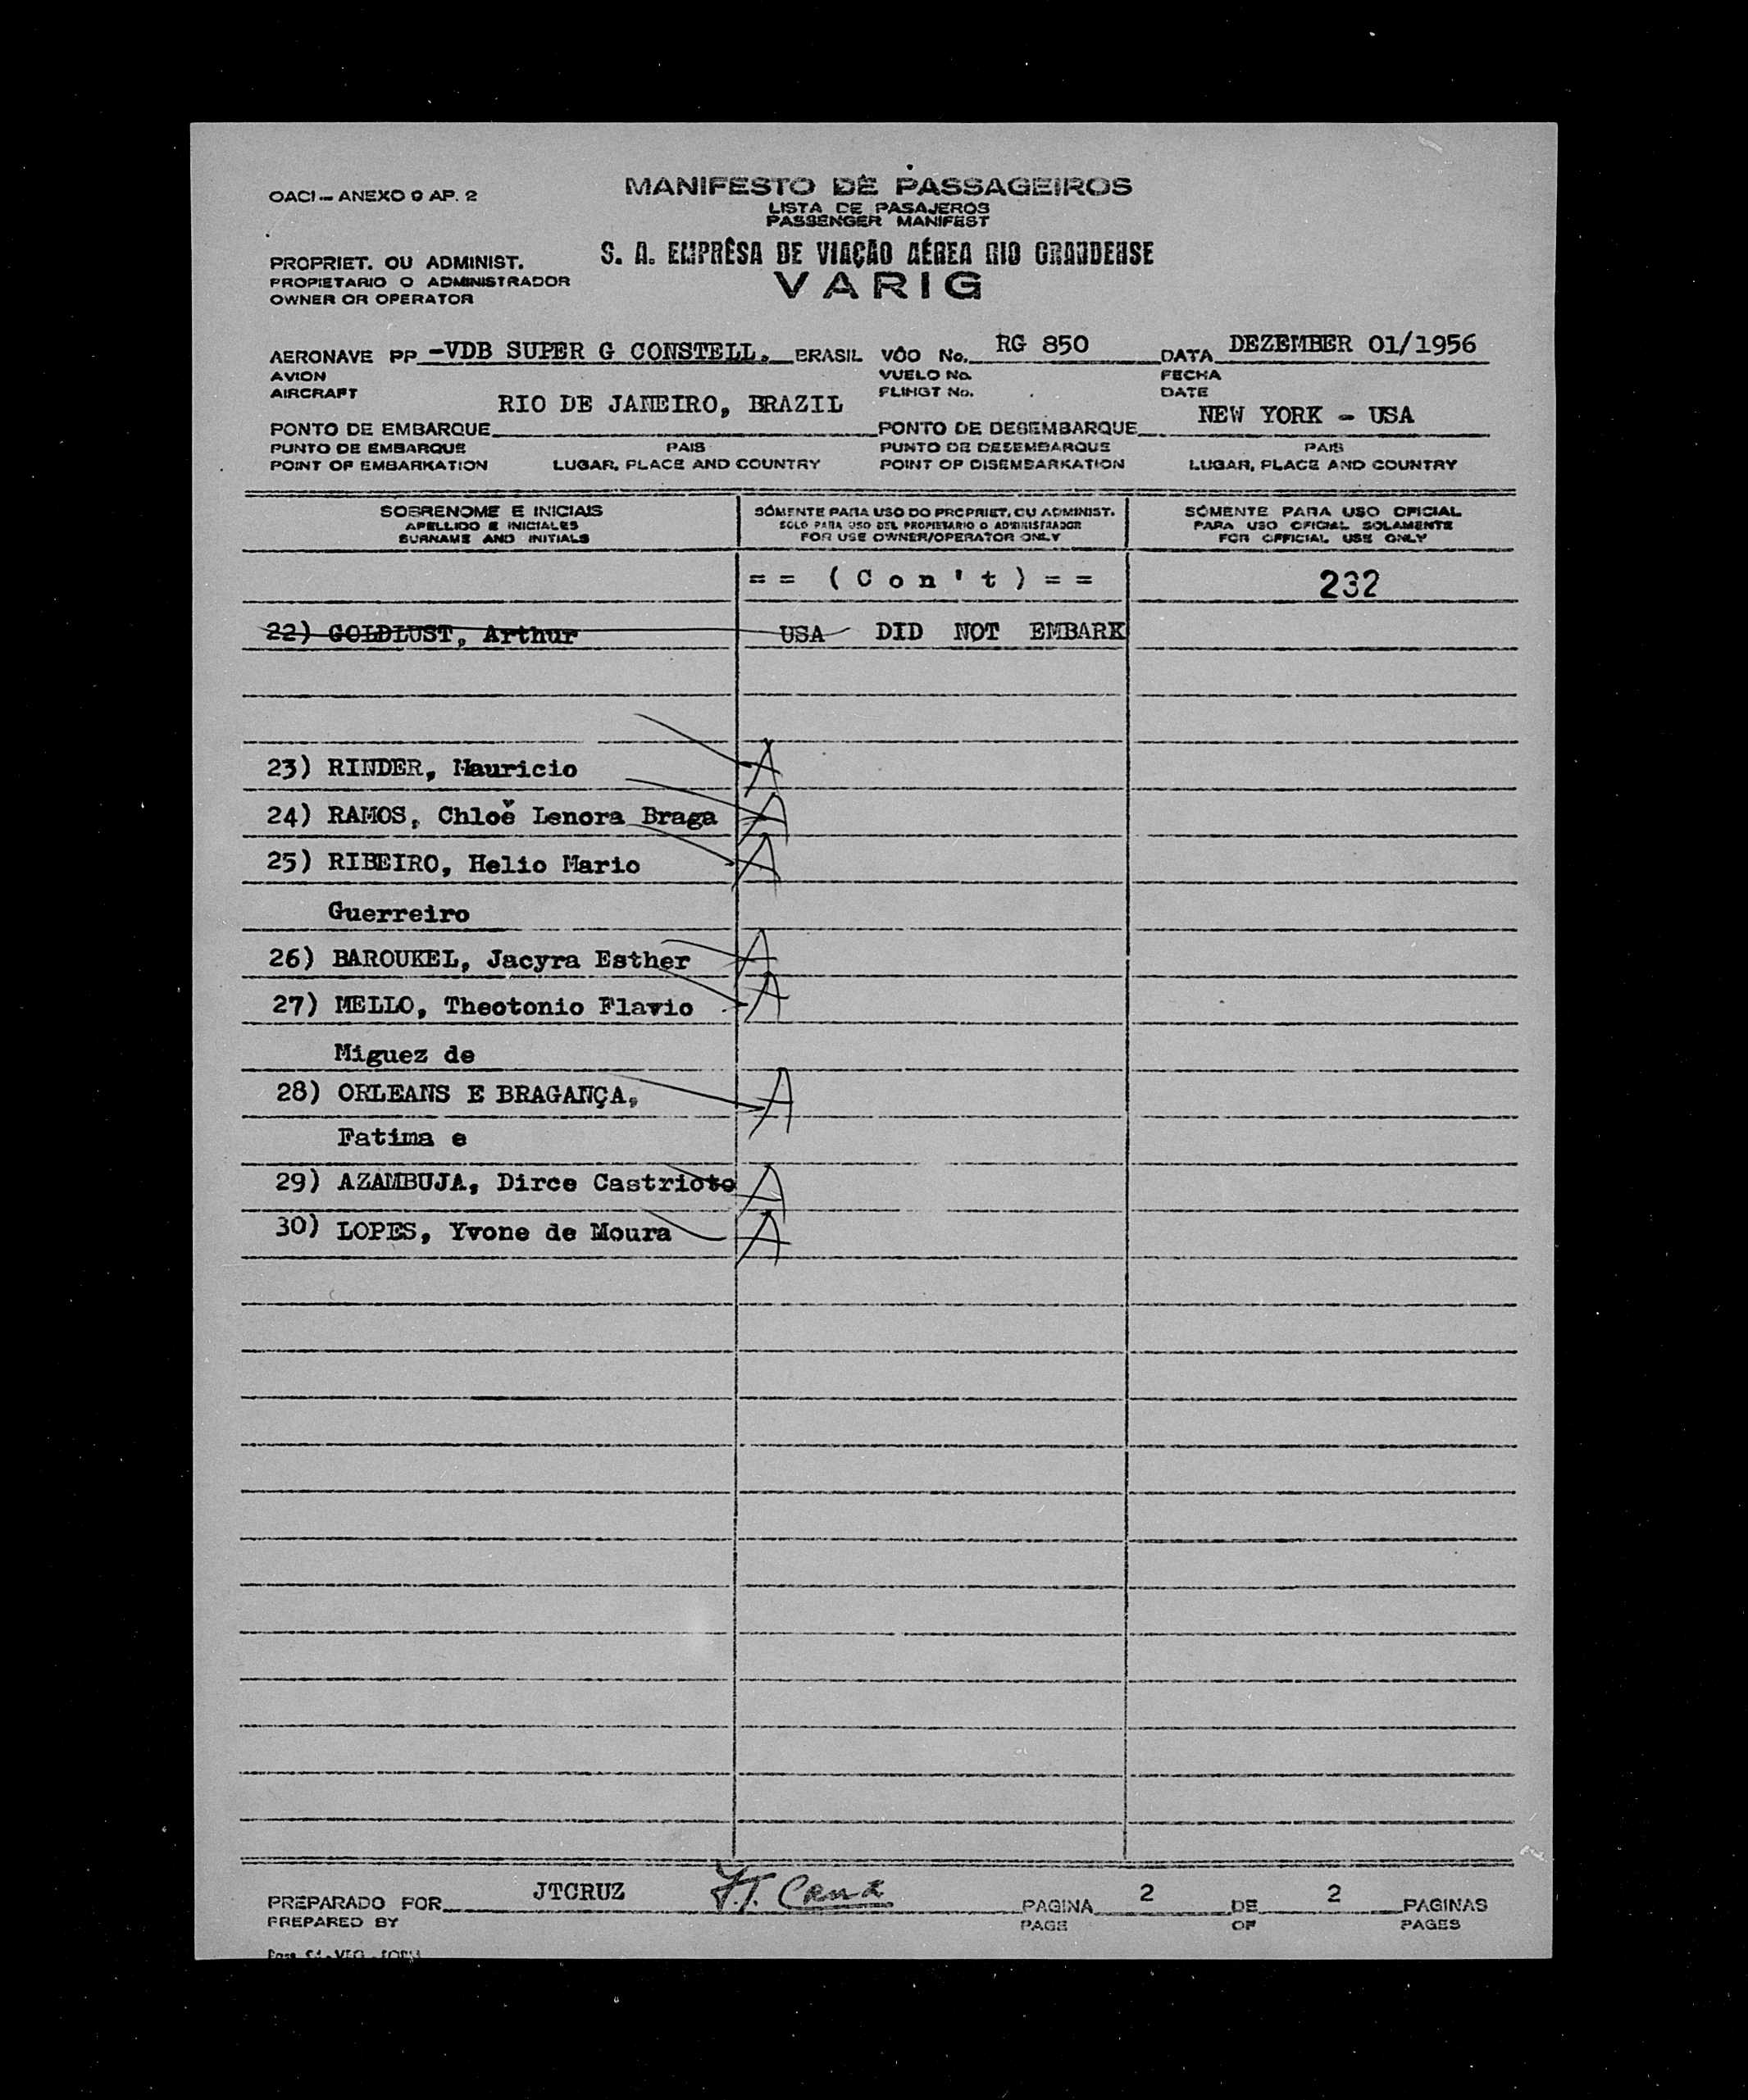 OACI — ANEXO 9 AP. 2
MANIFESTO DE PASSAGEIROS
LISTA DE PASAJEROS
PASSENGER MANIFEST
PROPRIET. OU ADMINIST.
PROPIETARIO O ADMINISTRADOR
OWNER OR OPERATOR
S. A. EMPRÊSA DE VIAÇÃO AÉREA RIO GRANDENSE
VARIG
AERONAVE PP -VDB SUPER G CONSTELL. BRASIL VÔO No. RG 850 DATA DEZEMBER 01/1956
AVION VUELO No. FECHA
AIRCRAFT FLIHGT No. DATE
PONTO DE EMBARQUE RIO DE JANEIRO, BRAZIL PONTO DE DESEMBARQUE NEW YORK - USA
PUNTO DE EMBARQUE PAIS PUNTO DE DESEMBARQUE PAIS
POINT OF EMBARKATION LUGAR, PLACE AND COUNTRY POINT OF DISEMBARKATION LUGAR, PLACE AND COUNTRY
SOBRENOME E INICIAIS
APELLIDO E INICIALES
SURNAME AND INITIALS
SÓMENTE PARA USO DO PROPRIET. OU ADMINIST.
SOLO PARA USO DEL PROPIETARIO O ADMINISTRADOR
FOR USE OWNER/OPERATOR ONLY
SÓMENTE PARA USO OFICIAL
PARA USO OFICIAL SOLAMENTE
FOR OFFICIAL USE ONLY
== (Con't) == 232
22) GOLDLUST, Arthur USA DID NOT EMBARK
23) RINDER, Mauricio A
24) RAMOS, Chloě Lenora Braga A
25) RIBEIRO, Helio Mario A
Guerreiro
26) BAROUKEL, Jacyra Esther A
27) MELLO, Theotonio Flavio A
Miguez de
28) ORLEANS E BRAGANÇA, A
Fatima e
29) AZAMBUJA, Dirce Castrioto A
30) LOPES, Yvone de Moura A
PREPARADO POR JTCRUZ J.T. Cruz PAGINA 2 DE 2 PAGINAS
PREPARED BY PAGE OF PAGES